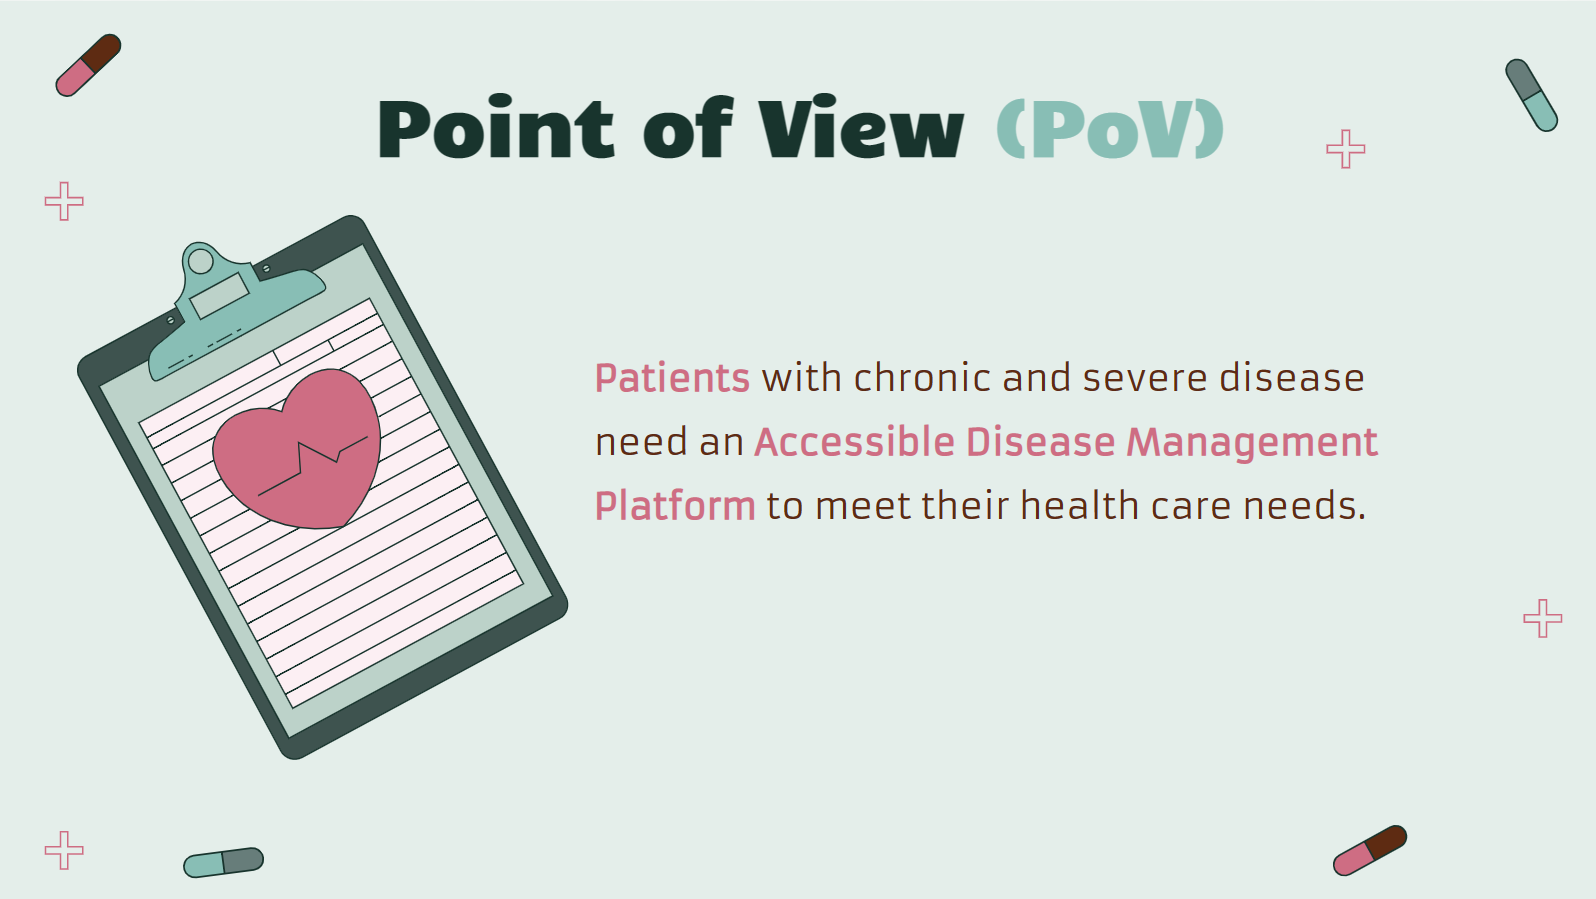 Point of View (PoV)
Patients with chronic and severe disease
need an Accessible Disease Management
Platform to meet their health care needs.